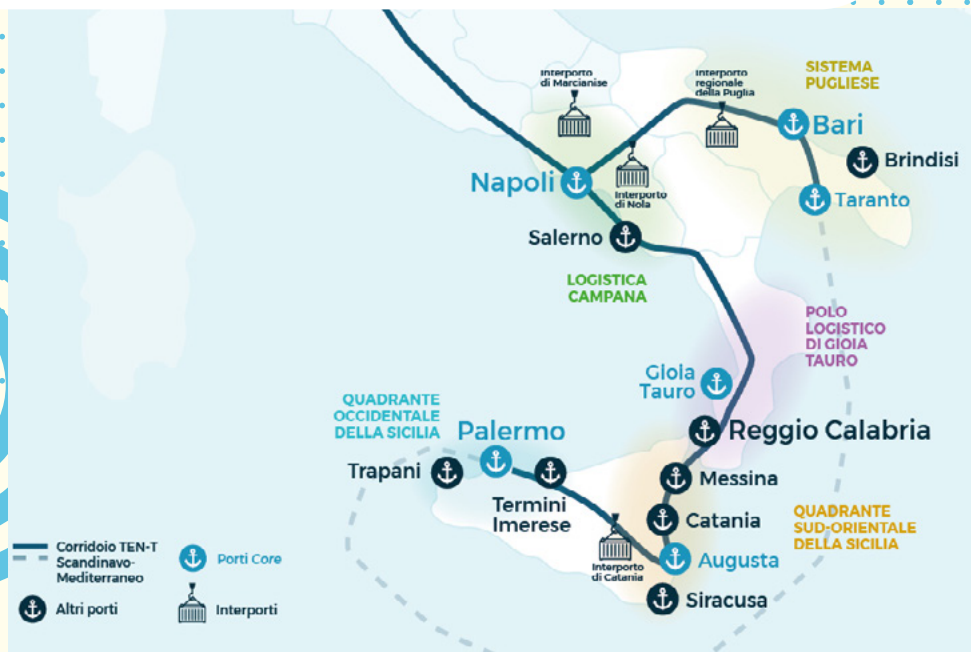 Interporto
di Marcianise
Interporto
regionale
della Puglia
SISTEMA
PUGLIESE
Bari
Brindisi
Napoli
Interporto
di Nola
Taranto
Salerno
LOGISTICA
CAMPANA
POLO
LOGISTICO
DI GIOIA
TAURO
GIoIa
Tauro
QUADRANTE
OCCIDENTALE
DELLA SICILIA
Palermo
Reggio Calabria
Trapani
Messina
Termini
Imerese
Catania
QUADRANTE
SUD-ORIENTALE
DELLA SICILIA
Interporto
di Catania
Augusta
Siracusa
Corridoio TEN-T
Scandinavo-
Mediterraneo
Porti Core
Altri porti
Interporti